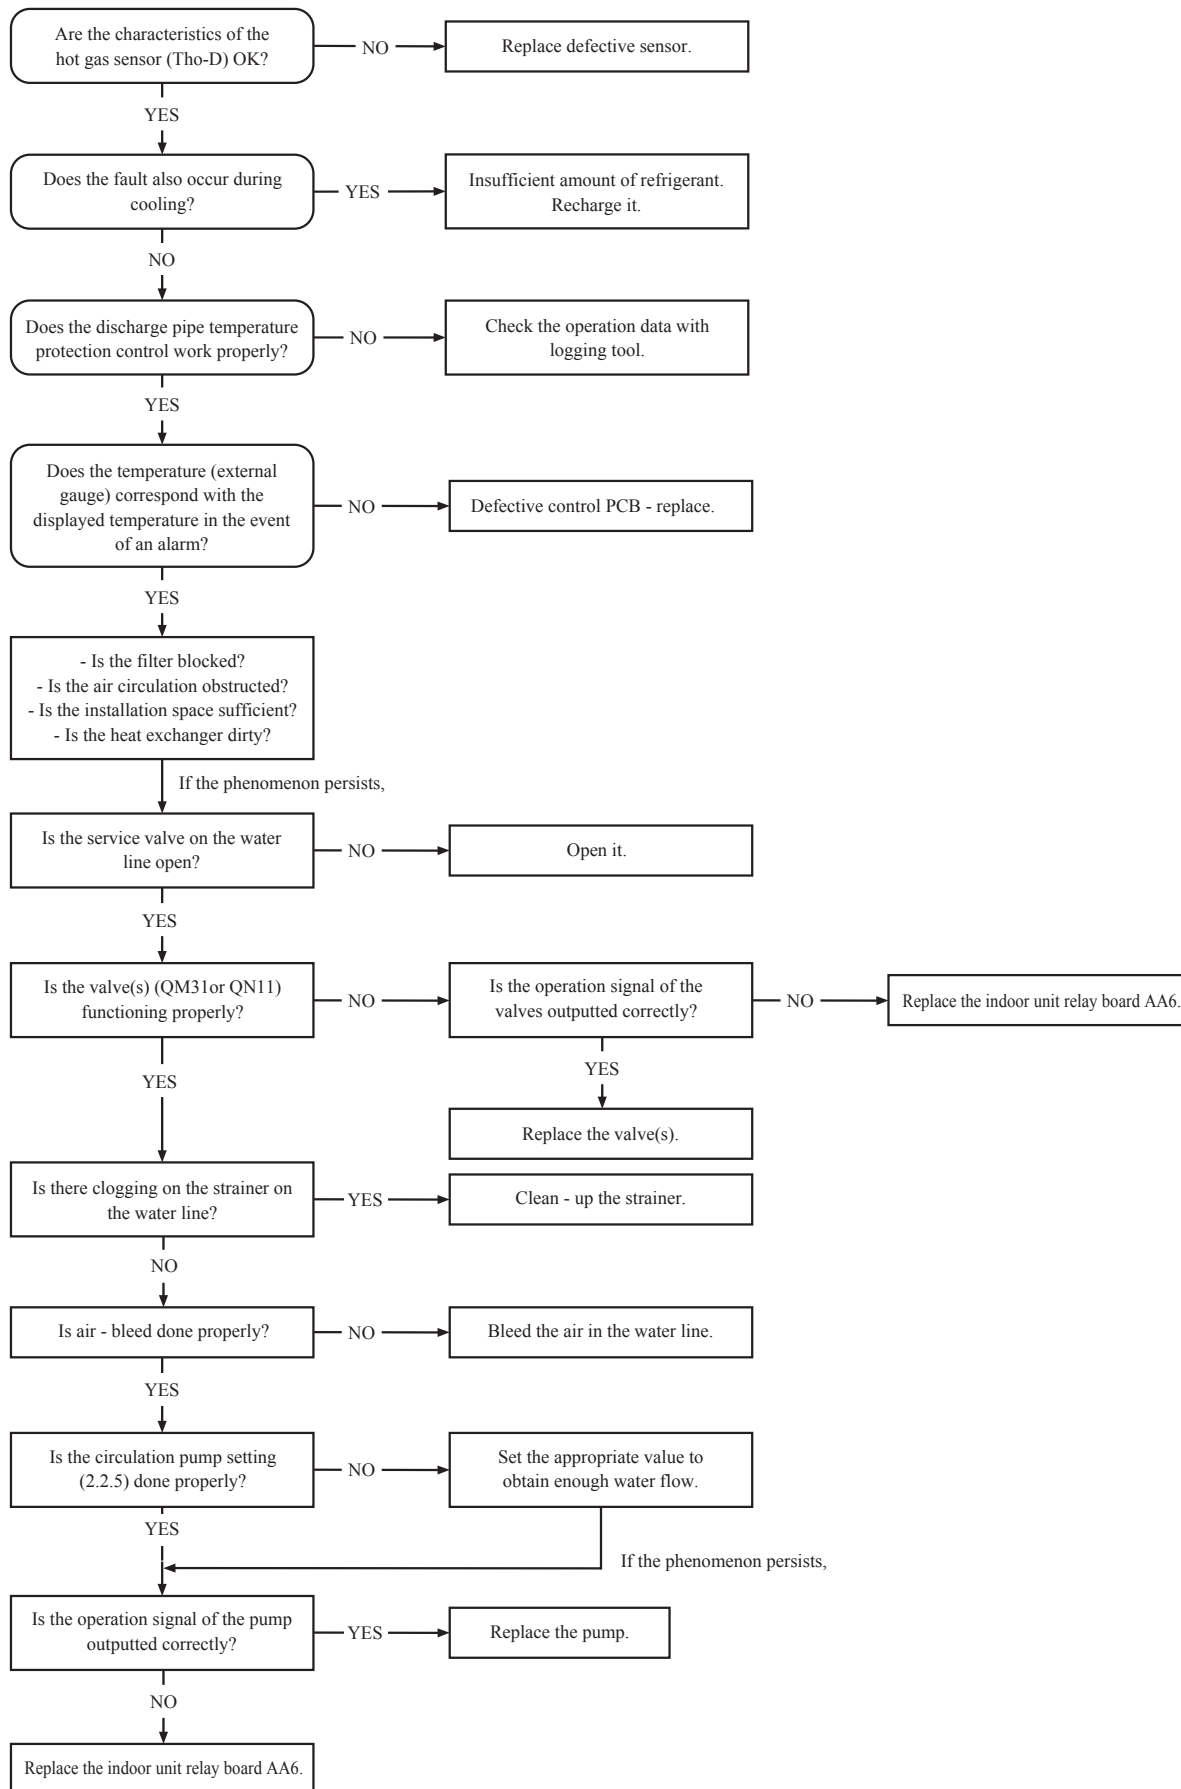 Are the characteristics of the
hot gas sensor (Tho-D) OK?
NO
Replace defective sensor.
YES
Does the fault also occur during
cooling?
YES
Insufficient amount of refrigerant.
Recharge it.
NO
Does the discharge pipe temperature
protection control work properly?
NO
Check the operation data with
logging tool.
YES
Does the temperature (external
gauge) correspond with the
displayed temperature in the event
of an alarm?
NO
Defective control PCB - replace.
YES
- Is the filter blocked?
- Is the air circulation obstructed?
- Is the installation space sufficient?
- Is the heat exchanger dirty?
If the phenomenon persists,
Is the service valve on the water
line open?
NO
Open it.
YES
Is the valve(s) (QM31or QN11)
functioning properly?
NO
Is the operation signal of the
valves outputted correctly?
NO
Replace the indoor unit relay board AA6.
YES
YES
Replace the valve(s).
Is there clogging on the strainer on
the water line?
YES
Clean - up the strainer.
NO
Is air - bleed done properly?
NO
Bleed the air in the water line.
YES
Is the circulation pump setting
(2.2.5) done properly?
NO
Set the appropriate value to
obtain enough water flow.
YES
If the phenomenon persists,
Is the operation signal of the pump
outputted correctly?
YES
Replace the pump.
NO
Replace the indoor unit relay board AA6.